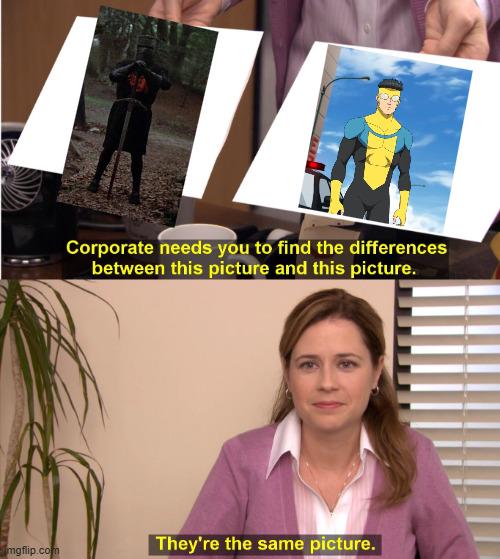 Corporate needs you to find the differences
between this picture and this picture.
They're the same picture.
imgflip.com